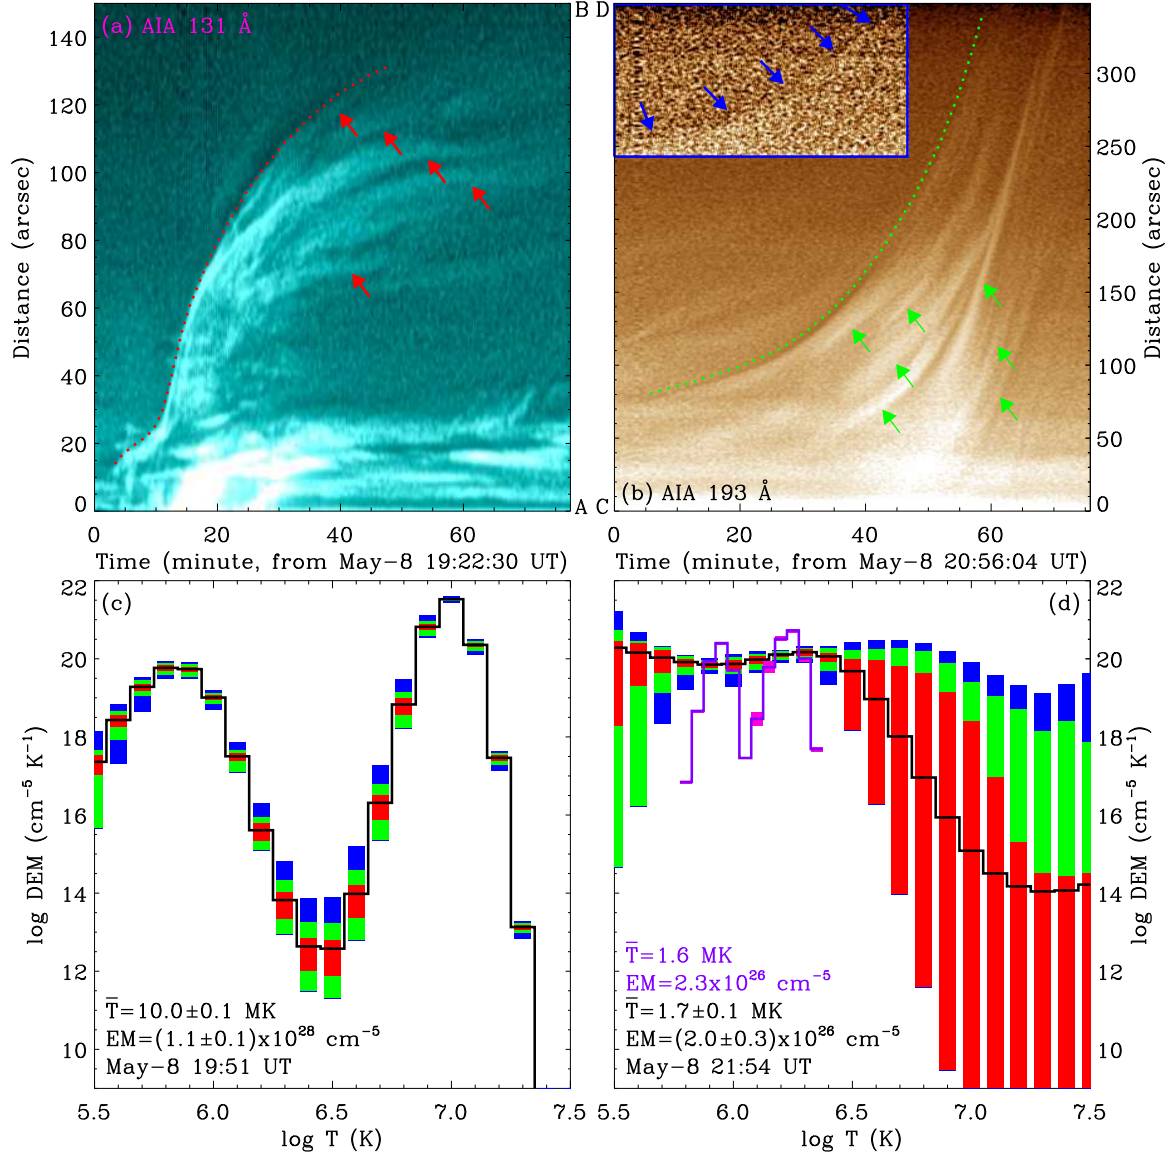 (a) AIA 131 Å
B D
140
120
100
80
60
40
20
0
Distance (arcsec)
0 20 40 60
A C
Time (minute, from May-8 19:22:30 UT)
300
250
200
150
100
50
0
Distance (arcsec)
(b) AIA 193 Å
0 20 40 60
Time (minute, from May-8 20:56:04 UT)
(c)
22
20
18
16
14
12
10
log DEM (cm⁻⁵ K⁻¹)
T̅=10.0±0.1 MK
EM=(1.1±0.1)x10²⁸ cm⁻⁵
May-8 19:51 UT
5.5 6.0 6.5 7.0 7.5
log T (K)
(d)
22
20
18
16
14
12
10
log DEM (cm⁻⁵ K⁻¹)
T̅=1.6 MK
EM=2.3x10²⁶ cm⁻⁵
T̅=1.7±0.1 MK
EM=(2.0±0.3)x10²⁶ cm⁻⁵
May-8 21:54 UT
5.5 6.0 6.5 7.0 7.5
log T (K)